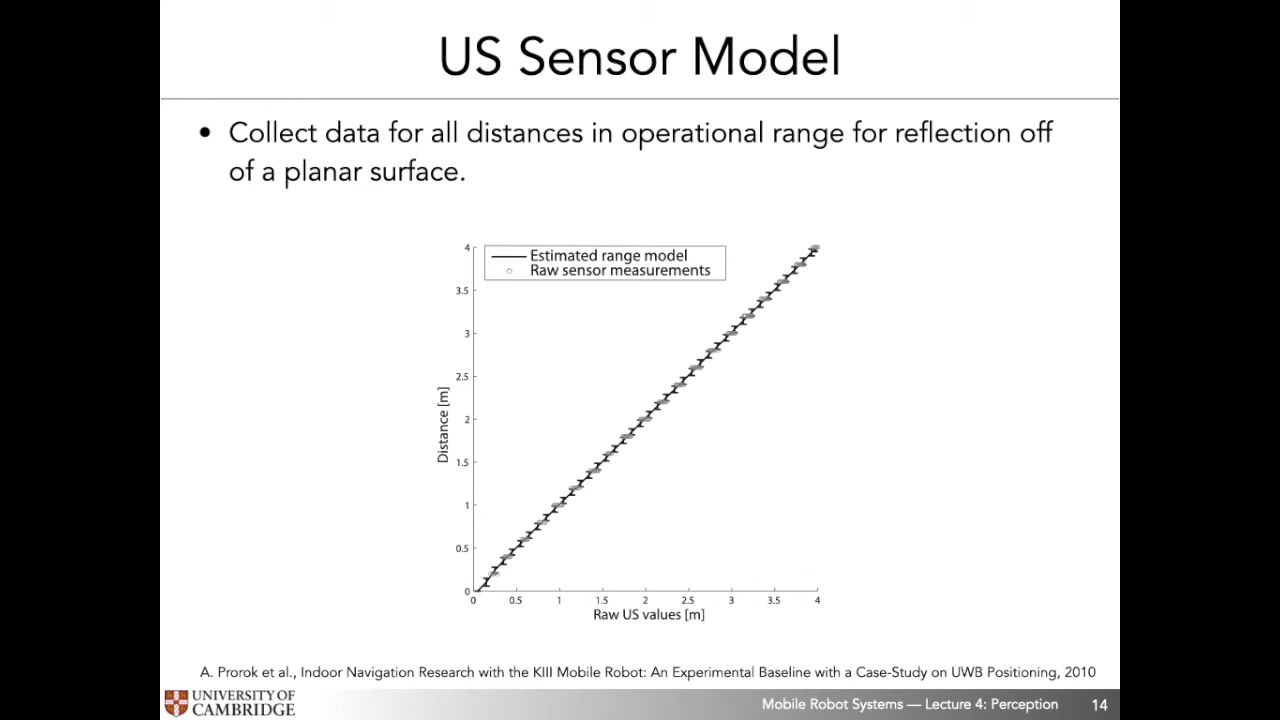 US Sensor Model
• Collect data for all distances in operational range for reflection off
of a planar surface.
Estimated range model
Raw sensor measurements
4
3.5
3
2.5
2
1.5
1
0.5
0
Distance [m]
0 0.5 1 1.5 2 2.5 3 3.5 4
Raw US values [m]
A. Prorok et al., Indoor Navigation Research with the KIII Mobile Robot: An Experimental Baseline with a Case-Study on UWB Positioning, 2010
UNIVERSITY OF
CAMBRIDGE
Mobile Robot Systems — Lecture 4: Perception 14